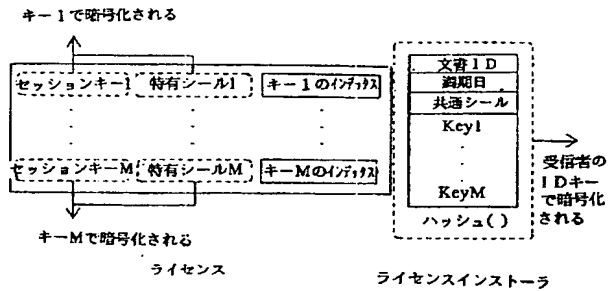 キー1で暗号化される
セッションキー1 特有シール1 キー1のインデックス
セッションキーM 特有シールM キーMのインデックス
キーMで暗号化される
ライセンス
文書ID
満期日
共通シール
Key1
KeyM
ハッシュ()
受信者の
IDキー
で暗号化
される
ライセンスインストーラ